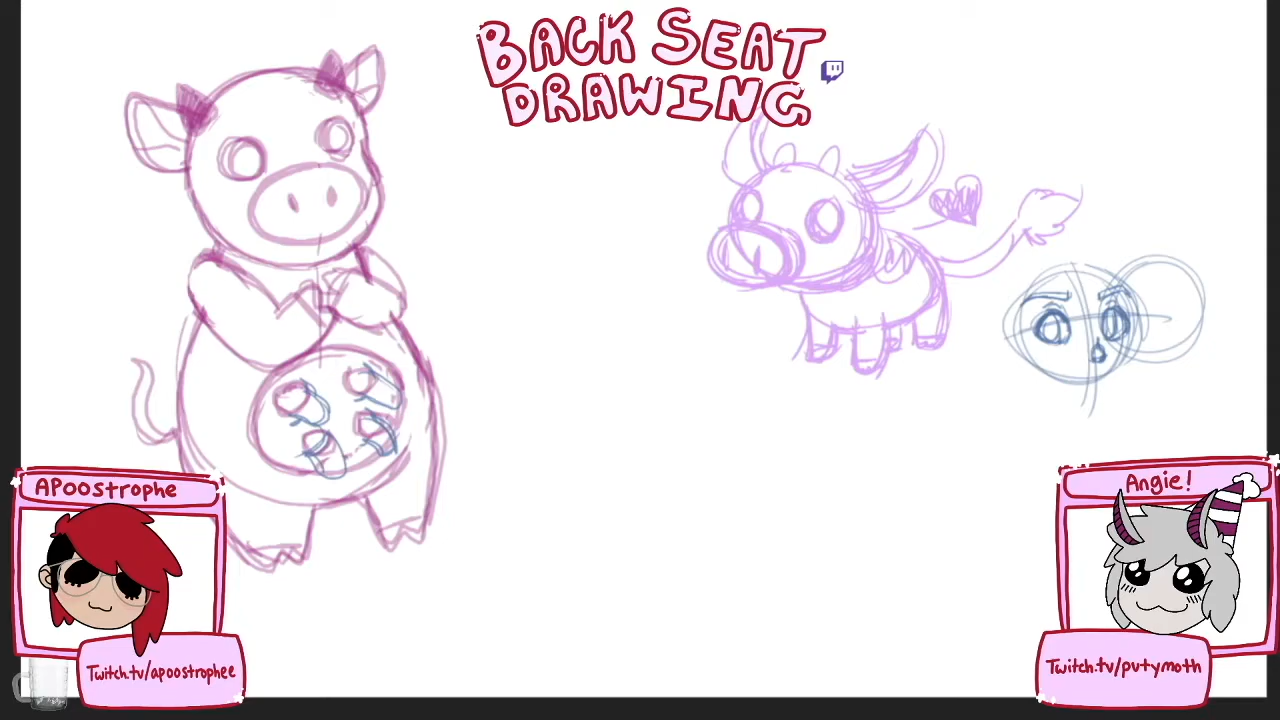 BACK SEAT
DRAWING
APOostrophe
Twitch.tv/apoostrophee
Angie!
Twitch.tv/putymoth